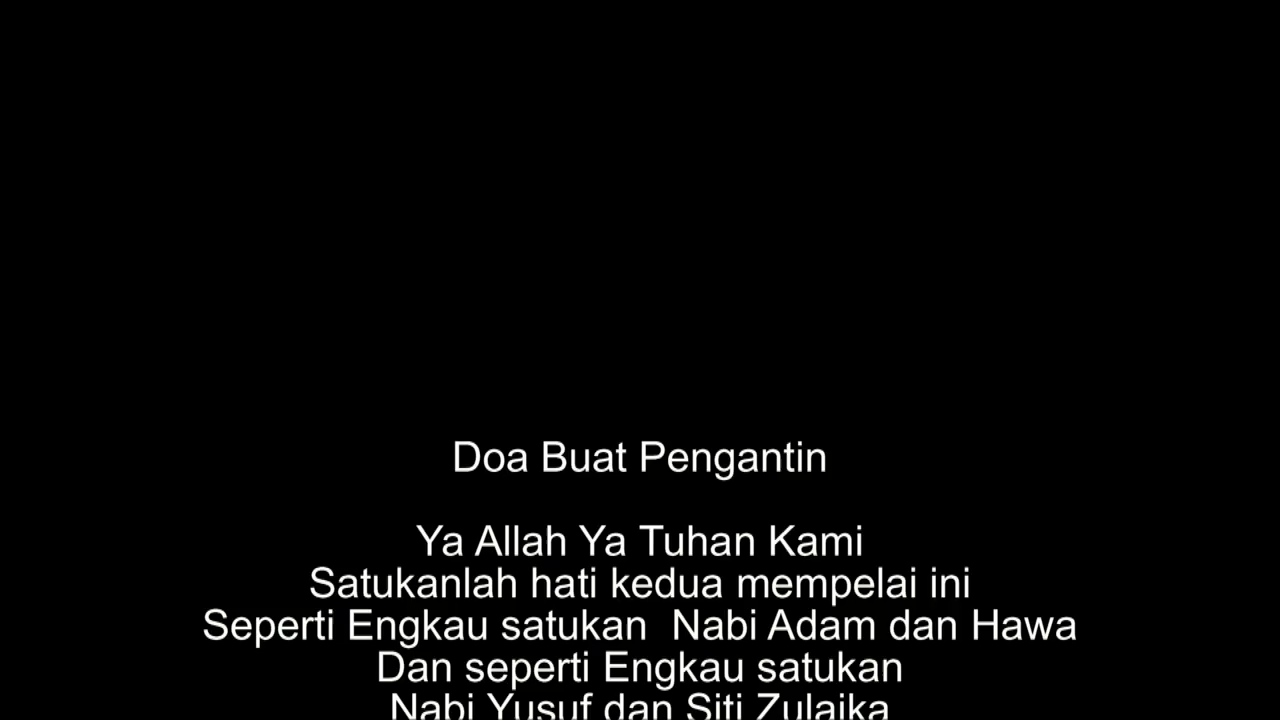 Doa Buat Pengantin
Ya Allah Ya Tuhan Kami
Satukanlah hati kedua mempelai ini
Seperti Engkau satukan  Nabi Adam dan Hawa
Dan seperti Engkau satukan
Nabi Yusuf dan Siti Zulaika